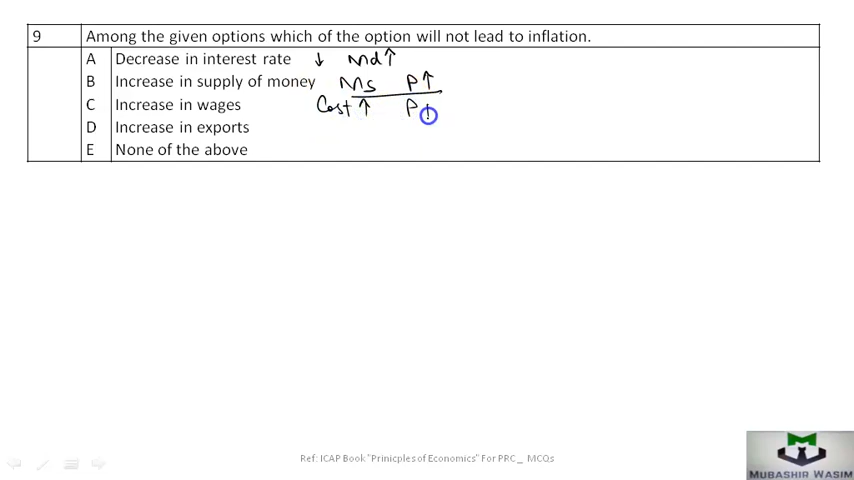 9 Among the given options which of the option will not lead to inflation.
A Decrease in interest rate ↓ Md↑
B Increase in supply of money Ms P↑
C Increase in wages Cost ↑ P
D Increase in exports
E None of the above
Ref: ICAP Book "Prinicples of Economics" For PRC_ MCQs
MUBASHIR WASIM